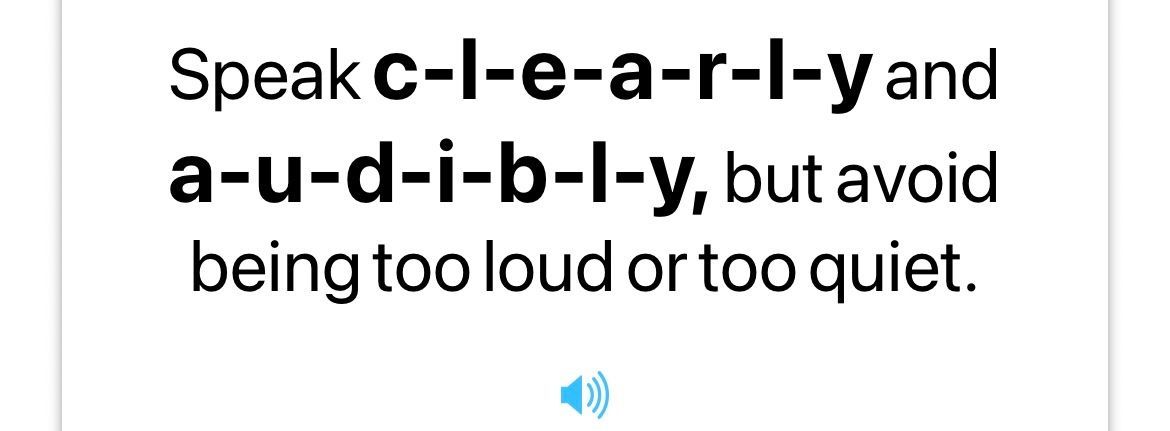 Speak c-l-e-a-r-l-y and
a-u-d-i-b-l-y, but avoid
being too loud or too quiet.